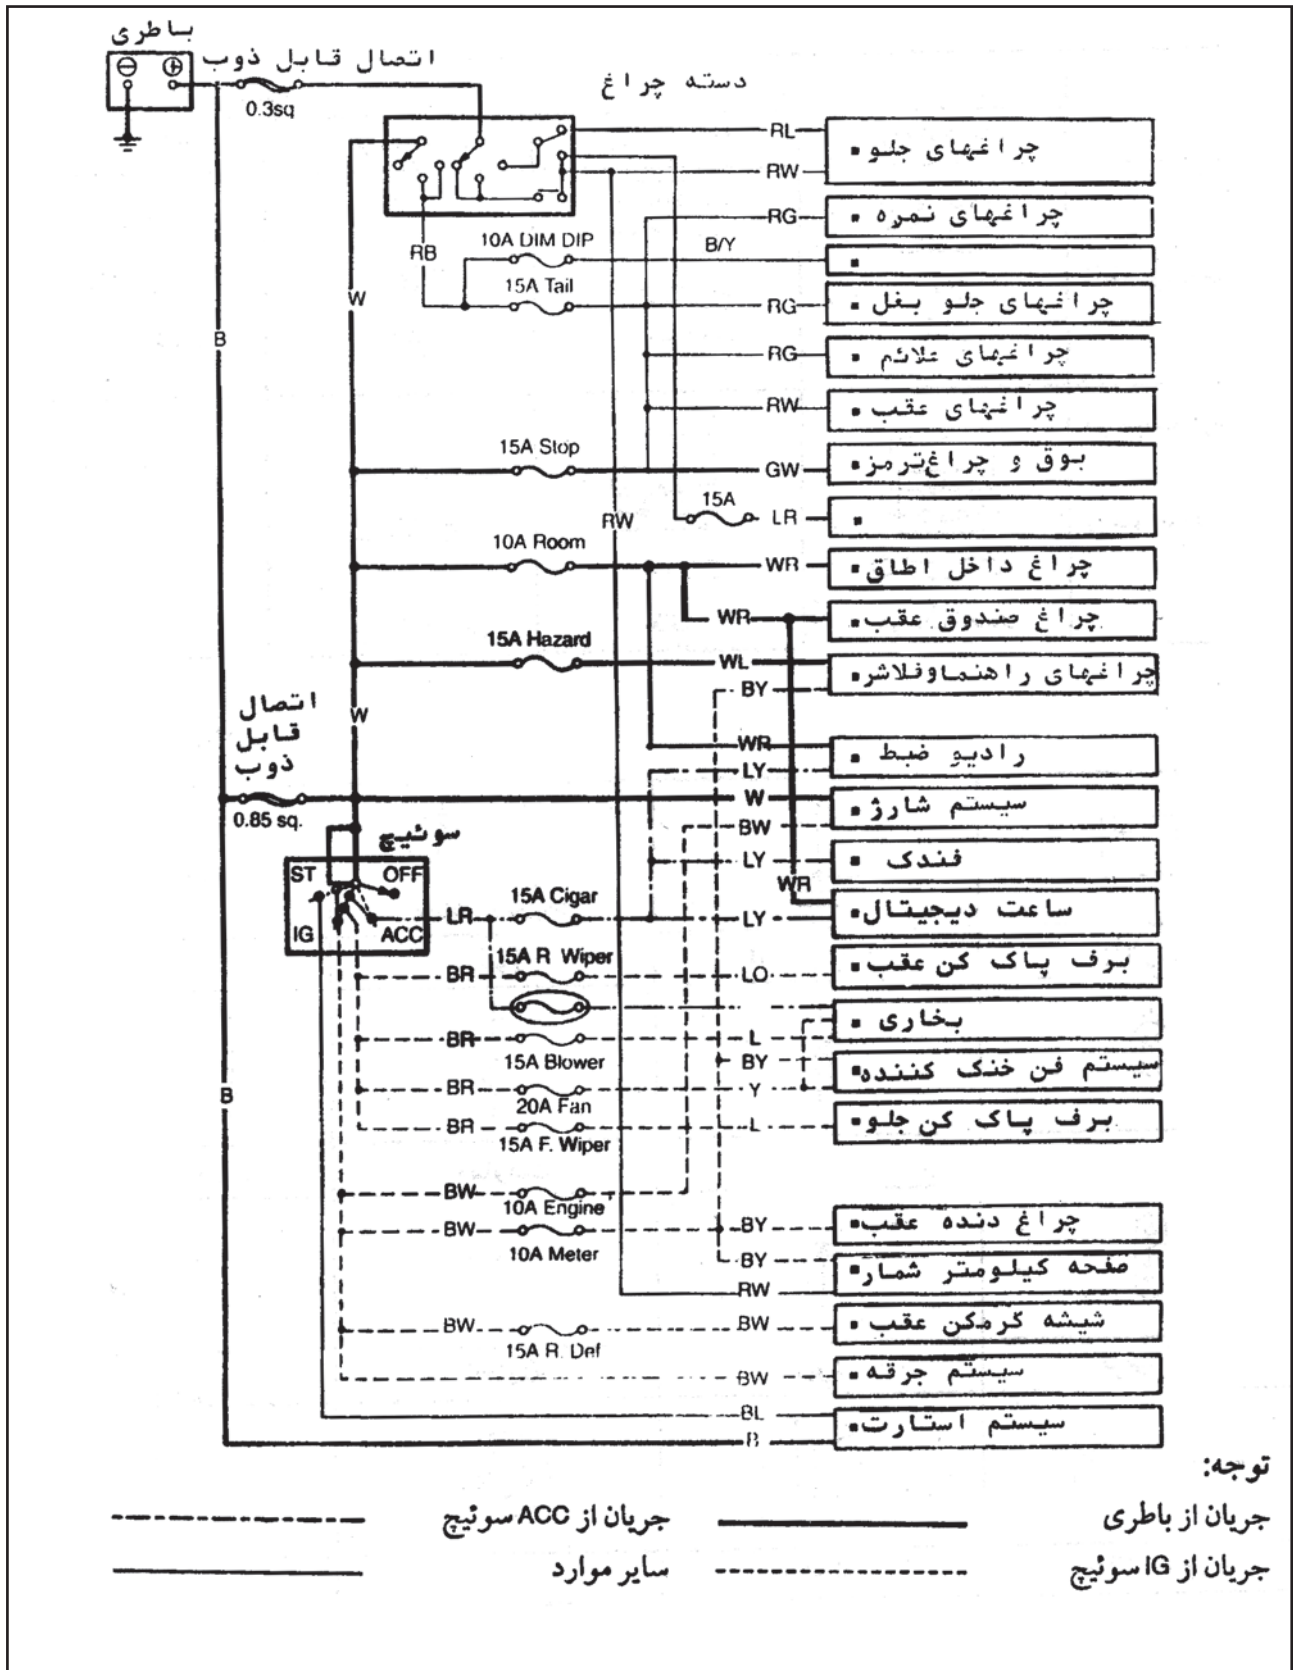 باطری
اتصال قابل ذوب
0.3sq
دسته چراغ
RL
چراغهای جلو
RW
RG
چراغهای نمره
10A DIM DIP
B/Y
RB
15A Tail
RG
چراغهای جلو بغل
W
B
RG
چراغهای علائم
RW
چراغهای عقب
15A Stop
GW
بوق و چراغ ترمز
15A
LR
RW
10A Room
WR
چراغ داخل اطاق
WR
چراغ صندوق عقب
15A Hazard
WL
چراغهای راهنما و فلاشر
BY
اتصال
قابل
ذوب
W
WR
رادیو ضبط
LY
W
سیستم شارژ
0.85 sq.
BW
سوئیچ
LY
فندک
ST
OFF
WR
15A Cigar
LR
LY
ساعت دیجیتال
IG
ACC
15A R Wiper
BR
LO
برف پاک کن عقب
بخاری
BR
L
15A Blower
BY
سیستم فن خنک کننده
B
BR
Y
20A Fan
BR
L
برف پاک کن جلو
15A F. Wiper
BW
10A Engine
BW
BY
چراغ دنده عقب
10A Meter
BY
صفحه کیلومتر شمار
RW
BW
BW
شیشه گرمکن عقب
15A R. Def
BW
سیستم جرقه
BL
سیستم استارت
B
توجه:
جریان از باطری
جریان از ACC سوئیچ
جریان از IG سوئیچ
سایر موارد